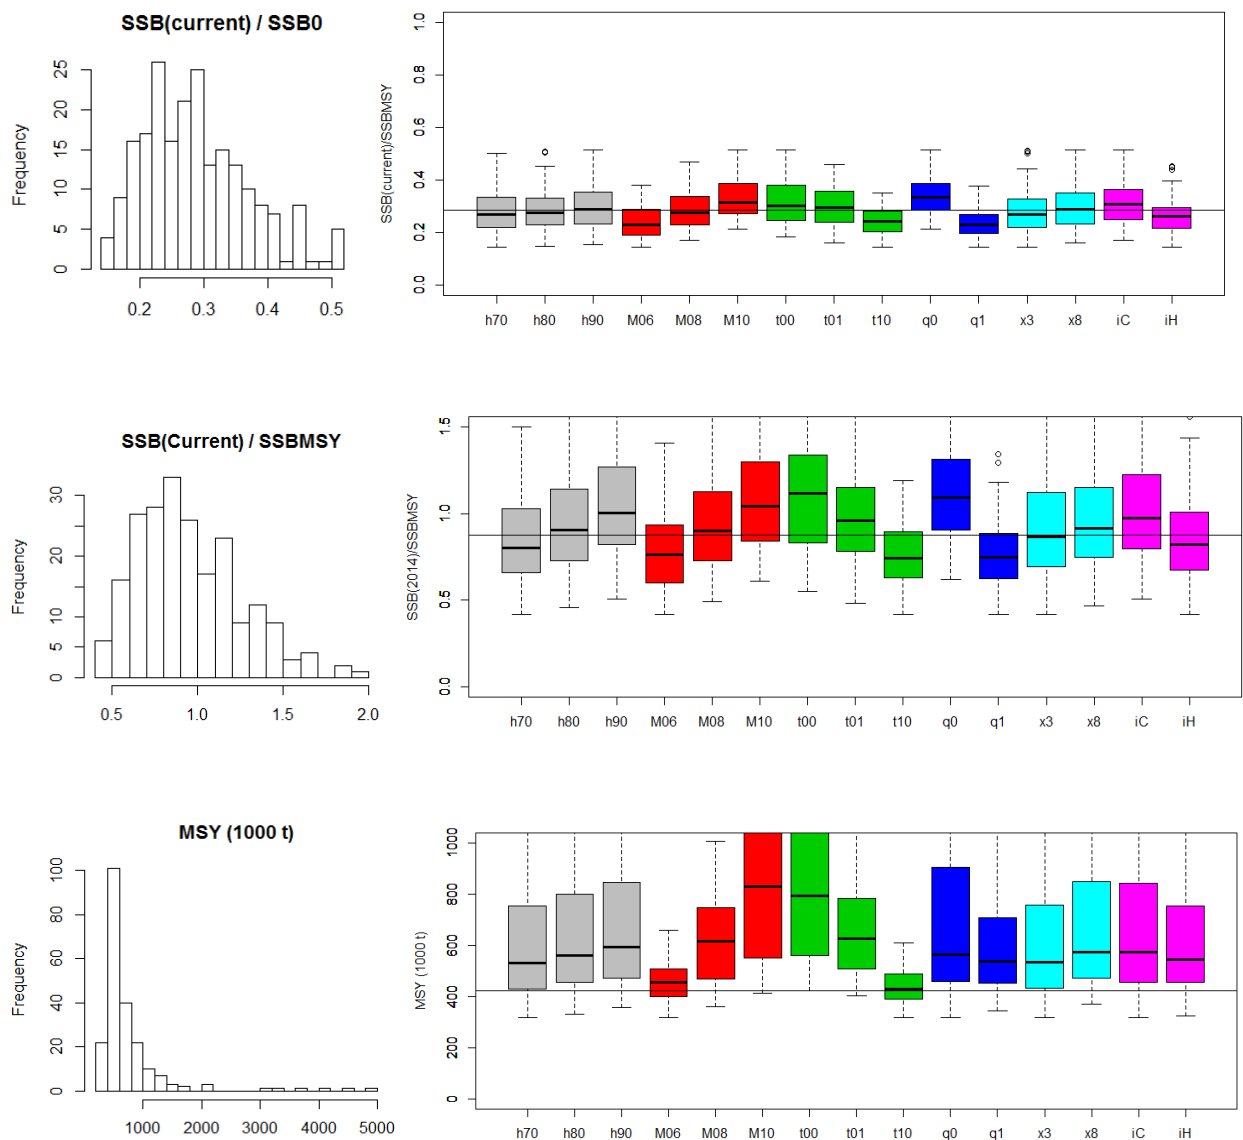 SSB(current) / SSB0
Frequency
0 5 10 15 20 25
0.2 0.3 0.4 0.5
SSB(current)/SSBMSY
0.0 0.2 0.4 0.6 0.8 1.0
h70 h80 h90 M06 M08 M10 t00 t01 t10 q0 q1 x3 x8 iC iH
SSB(Current) / SSBMSY
Frequency
0 5 10 20 30
0.5 1.0 1.5 2.0
SSB(2014)/SSBMSY
0.0 0.5 1.0 1.5
h70 h80 h90 M06 M08 M10 t00 t01 t10 q0 q1 x3 x8 iC iH
MSY (1000 t)
Frequency
0 20 40 60 80 100
1000 2000 3000 4000 5000
MSY (1000 t)
0 200 400 600 800 1000
h70 h80 h90 M06 M08 M10 t00 t01 t10 q0 q1 x3 x8 iC iH